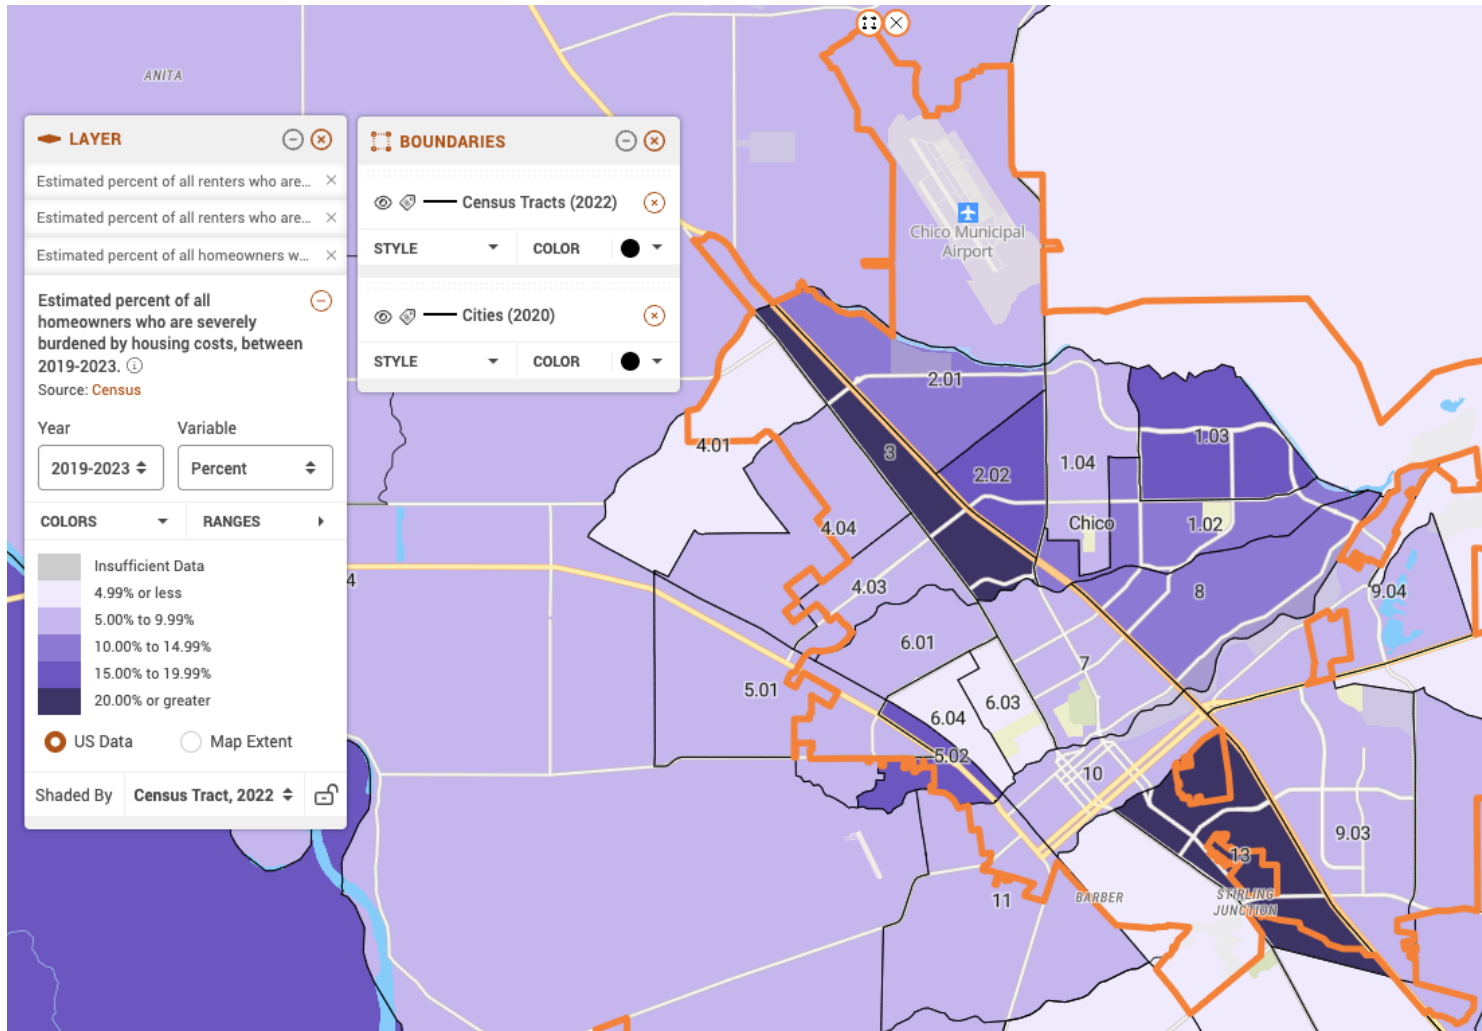 ANITA
LAYER
Estimated percent of all renters who are...
Estimated percent of all renters who are...
Estimated percent of all homeowners w...
Estimated percent of all
homeowners who are severely
burdened by housing costs, between
2019-2023.
Source: Census
Year
Variable
2019-2023
Percent
COLORS
RANGES
Insufficient Data
4.99% or less
5.00% to 9.99%
10.00% to 14.99%
15.00% to 19.99%
20.00% or greater
US Data
Map Extent
Shaded By
Census Tract, 2022
BOUNDARIES
Census Tracts (2022)
STYLE
COLOR
Cities (2020)
STYLE
COLOR
Chico Municipal
Airport
2.01
4.01
3
1.03
1.04
2.02
Chico
1.02
4.04
4
4.03
8
9.04
6.01
7
5.01
6.03
6.04
5.02
10
9.03
13
11
BARBER
STIRLING
JUNCTION